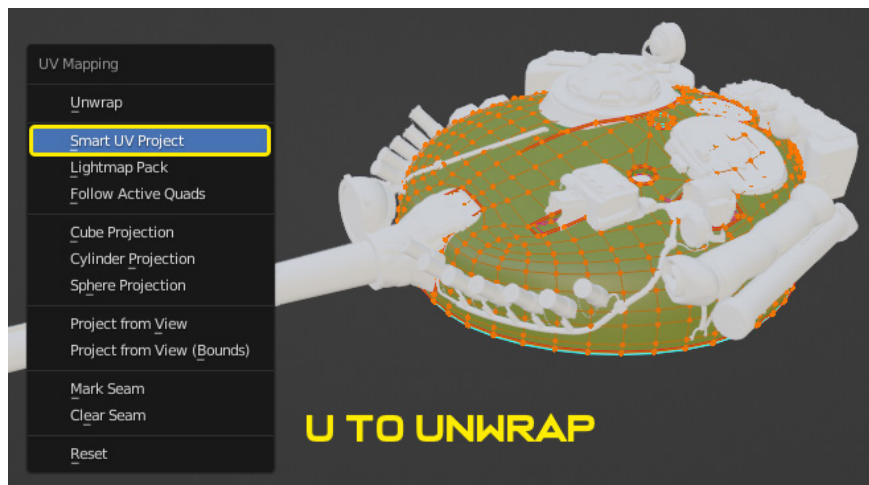 UV Mapping
Unwrap
Smart UV Project
Lightmap Pack
Follow Active Quads
Cube Projection
Cylinder Projection
Sphere Projection
Project from View
Project from View (Bounds)
Mark Seam
Clear Seam
Reset
U TO UNWRAP